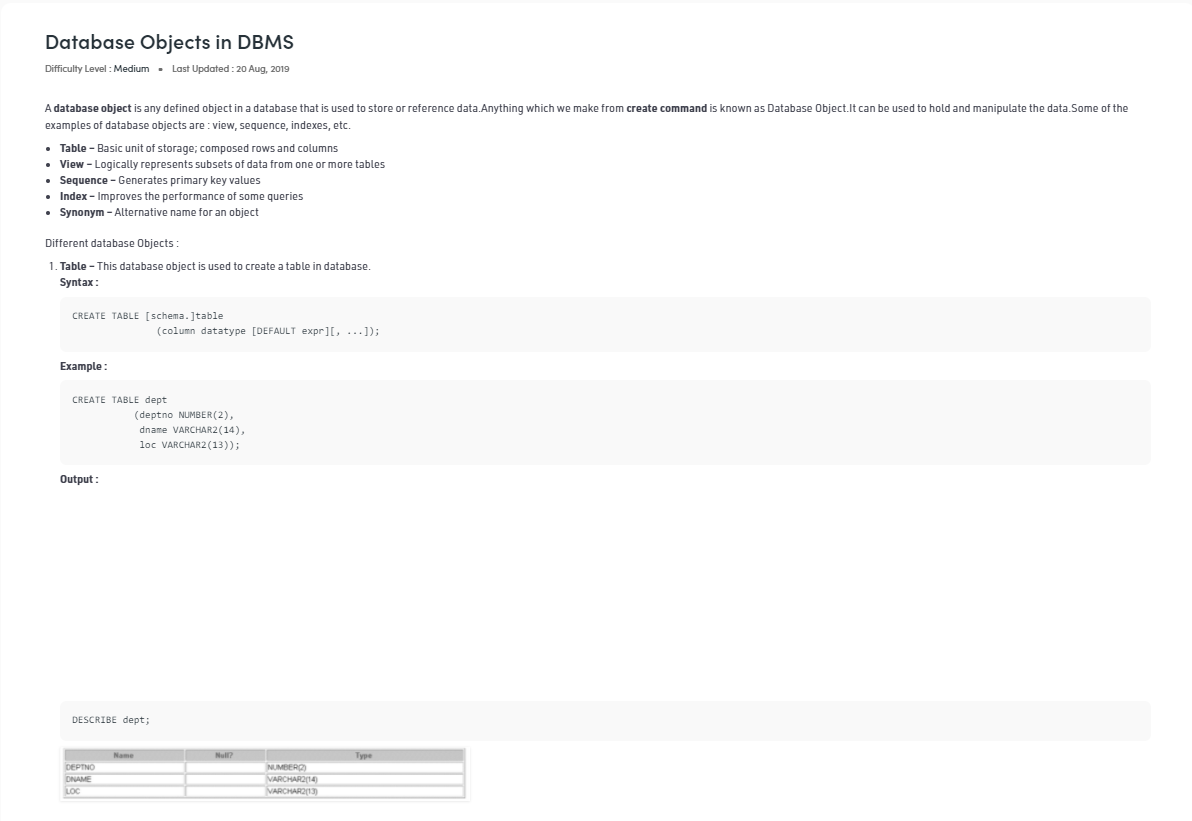 Database Objects in DBMS
Difficulty Level : Medium • Last Updated : 20 Aug, 2019
A database object is any defined object in a database that is used to store or reference data.Anything which we make from create command is known as Database Object.It can be used to hold and manipulate the data.Some of the
examples of database objects are : view, sequence, indexes, etc.
• Table – Basic unit of storage; composed rows and columns
• View – Logically represents subsets of data from one or more tables
• Sequence – Generates primary key values
• Index – Improves the performance of some queries
• Synonym – Alternative name for an object
Different database Objects :
1. Table – This database object is used to create a table in database.
Syntax :
CREATE TABLE [schema.]table
(column datatype [DEFAULT expr][, ...]);
Example :
CREATE TABLE dept
(deptno NUMBER(2),
dname VARCHAR2(14),
loc VARCHAR2(13));
Output :
DESCRIBE dept;
Name Null? Type
DEPTNO NUMBER(2)
DNAME VARCHAR2(14)
LOC VARCHAR2(13)